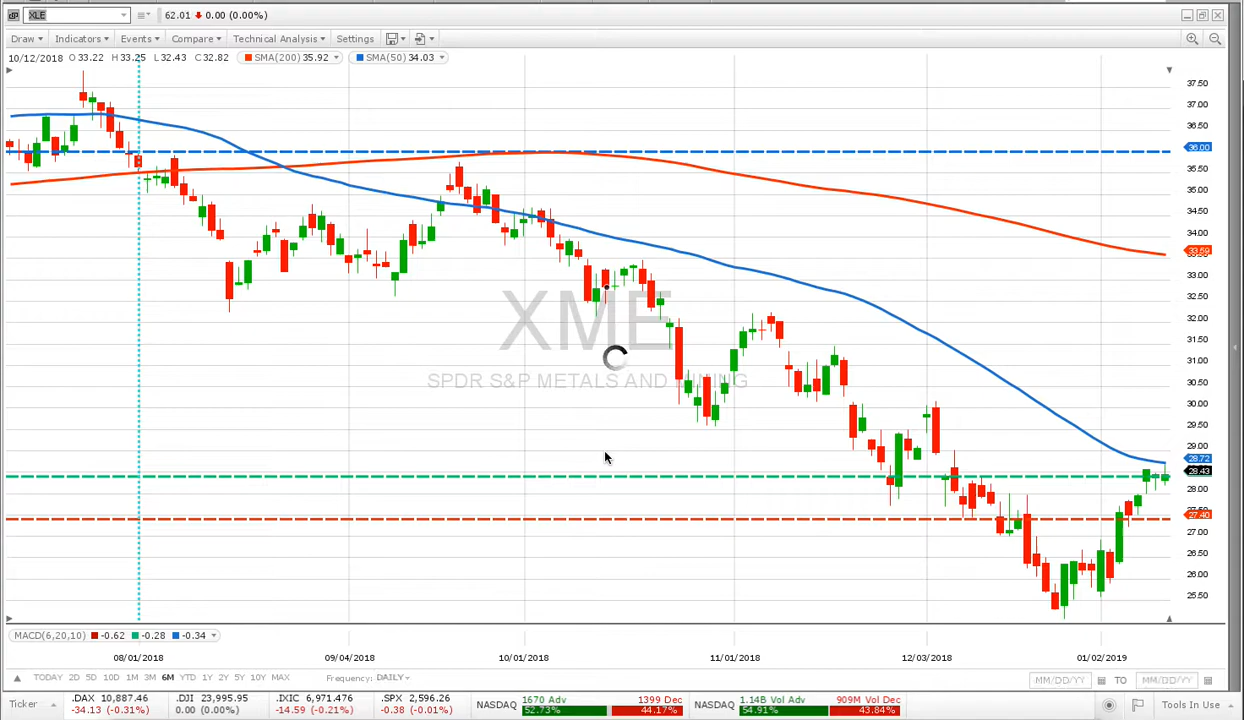 XLE 62.01 0.00 (0.00%)
Draw Indicators Events Compare Technical Analysis Settings
10/12/2018 O 33.22 H 33.25 L 32.43 C 32.82 SMA(200) 35.92 SMA(50) 34.03
37.50
37.00
36.50
36.00
35.50
35.00
34.50
34.00
33.59
33.00
32.50
32.00
31.50
31.00
30.50
30.00
29.50
29.00
28.72
28.43
28.00
27.40
27.00
26.50
26.00
25.50
XME
SPDR S&P METALS AND MINING
MACD(6,20,10) -0.62 -0.28 -0.34
08/01/2018 09/04/2018 10/01/2018 11/01/2018 12/03/2018 01/02/2019
TODAY 2D 5D 10D 1M 3M 6M YTD 1Y 2Y 5Y 10Y MAX Frequency: DAILY MM/DD/YY TO MM/DD/YY
Ticker .DAX 10,887.46 .DJI 23,995.95 .IXIC 6,971.476 .SPX 2,596.26 NASDAQ 1670 Adv 1399 Dec NASDAQ 1.14B Vol Adv 909M Vol Dec Tools In Use
-34.13 (-0.31%) 0.00 (0.00%) -14.59 (-0.21%) -0.38 (-0.01%) 52.73% 44.17% 54.91% 43.84%